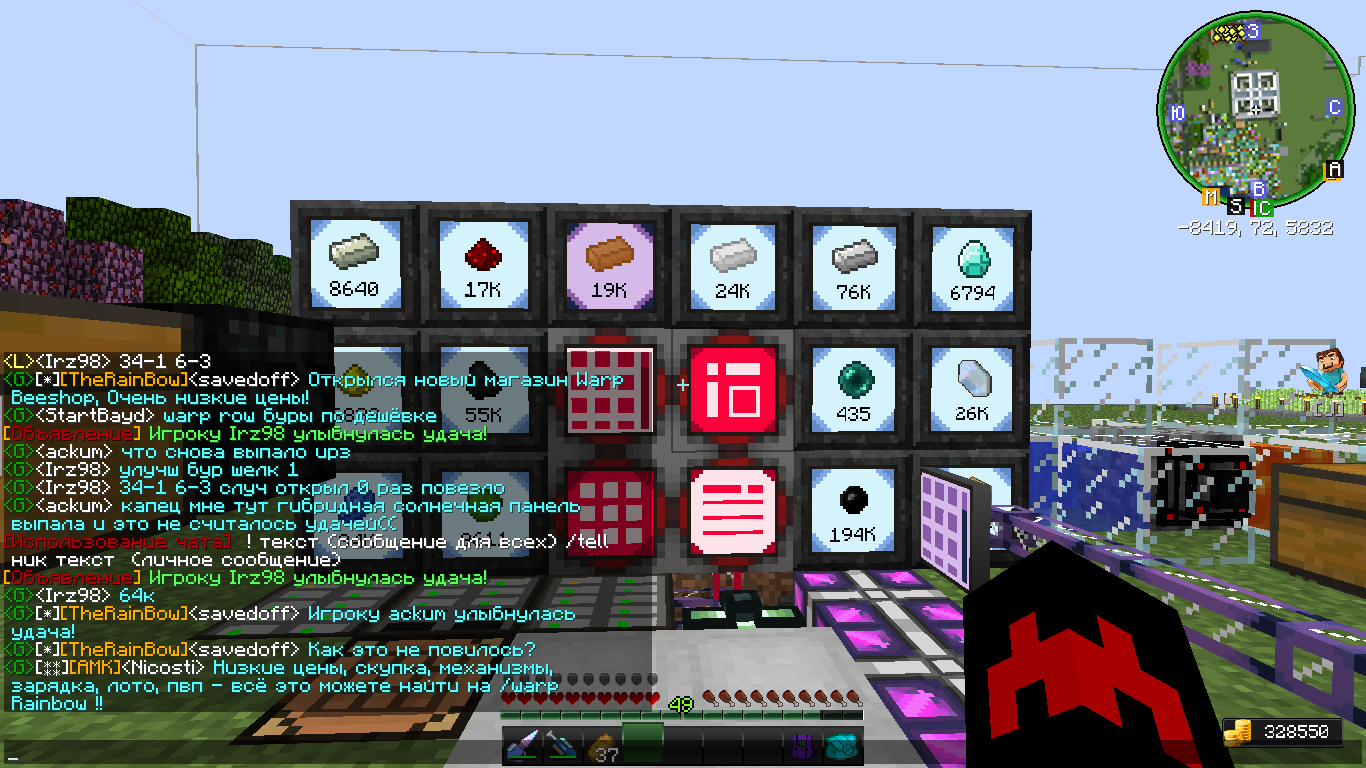 З
Ю
С
A
М
В
S
С
-8419, 72, 5832
8640
17K
19K
24K
76K
6794
55K
435
26K
194K
<L><Irz98> 34-1 6-3
<G>[*][TheRainBow]<savedoff> Открылся новый магазин Warp
Beeshop, Очень низкие цены!
<G><StartBayd> warp row буры по дешёвке
[Объявление] Игроку Irz98 улыбнулась удача!
<G><ackum> что снова выпало ирз
<G><Irz98> улучш бур шелк 1
<G><Irz98> 34-1 6-3 случ открыл 0 раз повезло
<G><ackum> капец мне тут гибридная солнечная панель
выпала и это не считалось удачей((
[Использование чата] ! текст (сообщение для всех) /tell
ник текст (личное сообщение)
[Объявление] Игроку Irz98 улыбнулась удача!
<G><Irz98> 64к
<G>[*][TheRainBow]<savedoff> Игроку ackum улыбнулась
удача!
<G>[*][TheRainBow]<savedoff> Как это не повилось?
<G>[**][AMK]<Nicosti> Низкие цены, скупка, механизмы,
зарядка, лото, пвп - всё это можете найти на /warp
Rainbow !!
49
37
328550